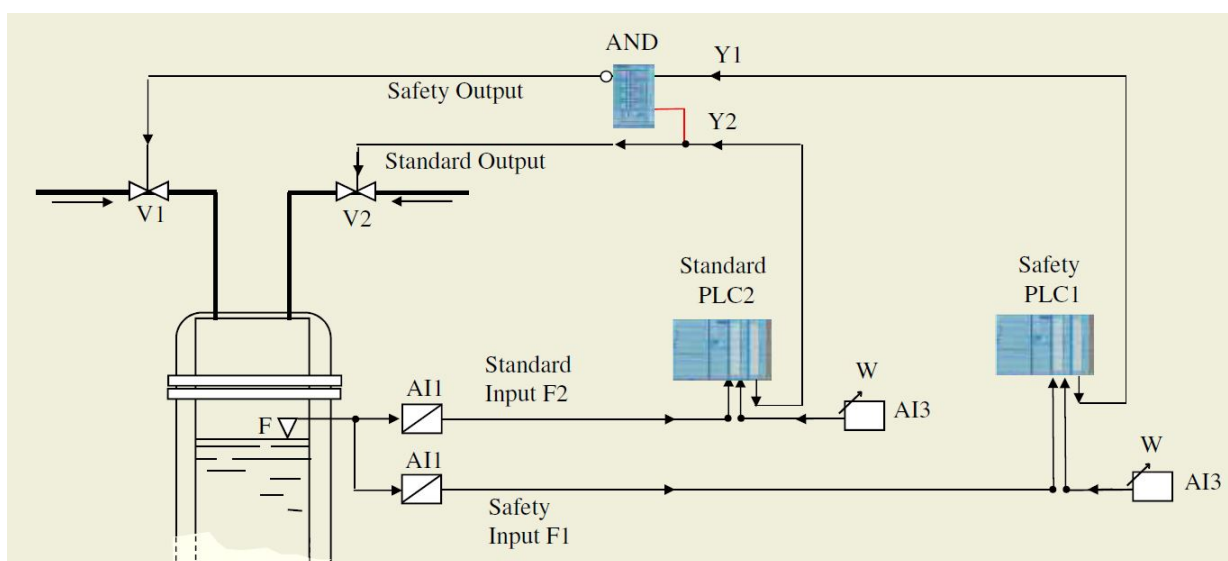 AND
Y1
Safety Output
Y2
Standard Output
V1
V2
Standard
PLC2
Safety
PLC1
Standard
Input F2
AI1
W
AI3
F
AI1
W
AI3
Safety
Input F1